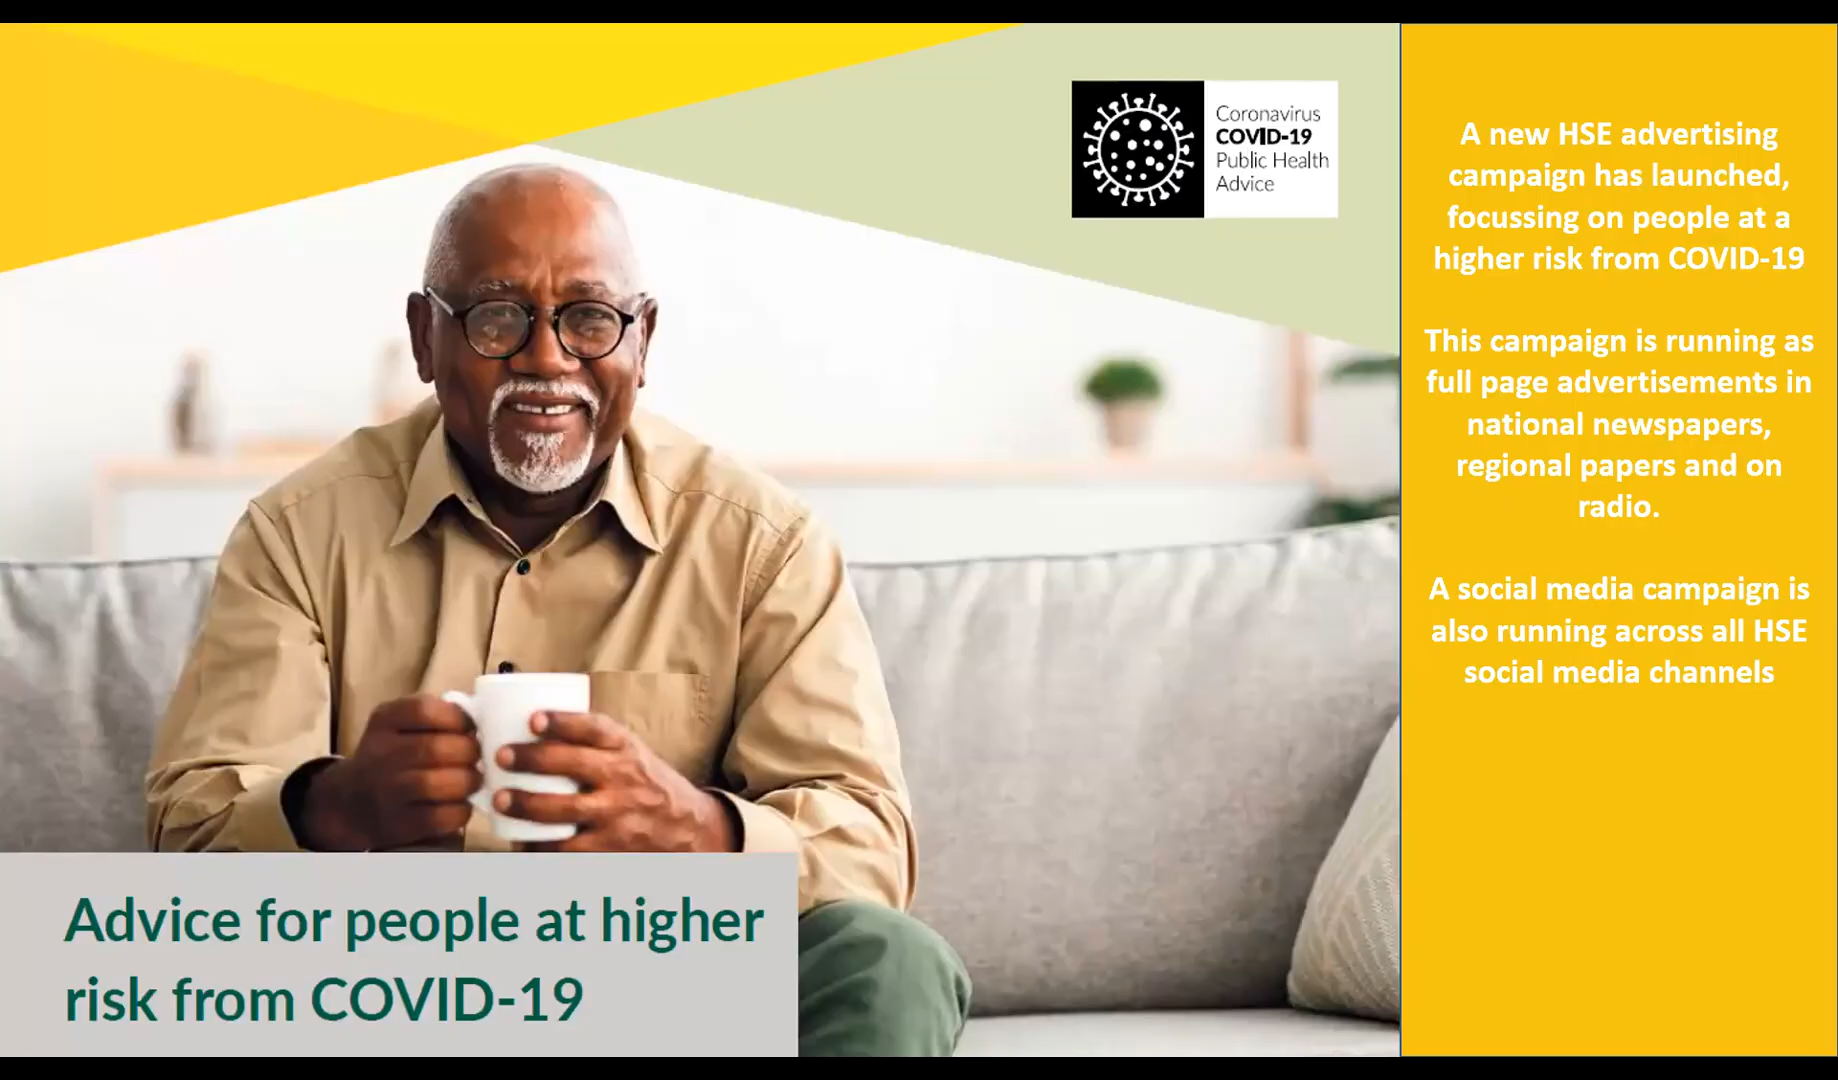 Coronavirus
COVID-19
Public Health
Advice
Advice for people at higher
risk from COVID-19
A new HSE advertising
campaign has launched,
focussing on people at a
higher risk from COVID-19
This campaign is running as
full page advertisements in
national newspapers,
regional papers and on
radio.
A social media campaign is
also running across all HSE
social media channels